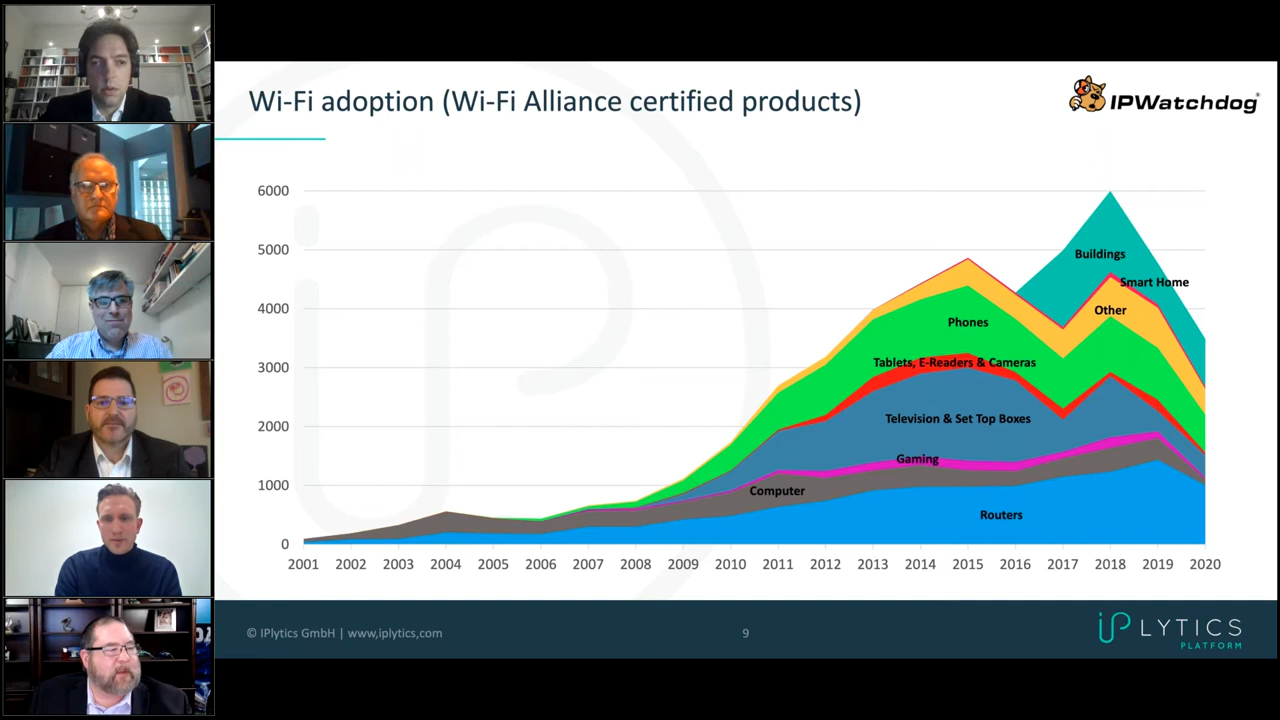 Wi-Fi adoption (Wi-Fi Alliance certified products)
IPWatchdog
6000
5000
4000
3000
2000
1000
0
Buildings
Smart Home
Other
Phones
Tablets, E-Readers & Cameras
Television & Set Top Boxes
Gaming
Computer
Routers
2001 2002 2003 2004 2005 2006 2007 2008 2009 2010 2011 2012 2013 2014 2015 2016 2017 2018 2019 2020
© IPlytics GmbH | www,iplytics,com
9
iP LYTICS
PLATFORM